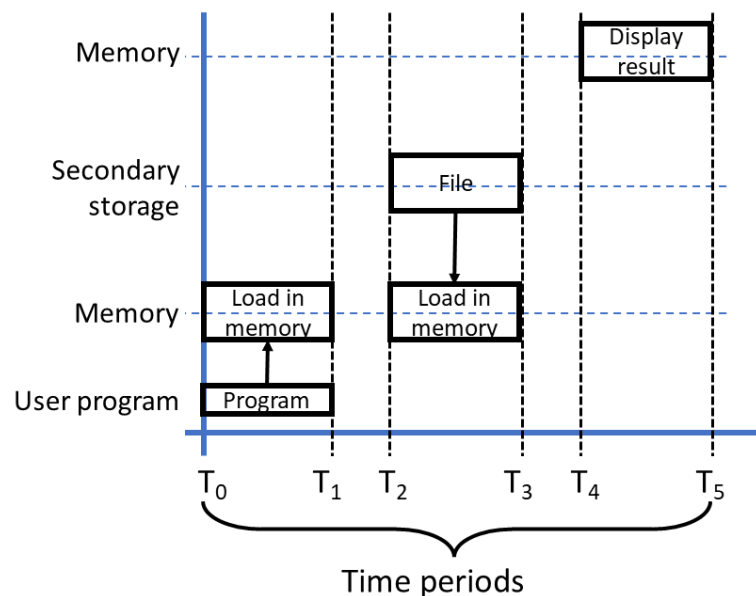 Memory
Display
result
Secondary
storage
File
Memory
Load in
memory
Load in
memory
User program
Program
T₀ T₁ T₂ T₃ T₄ T₅
Time periods